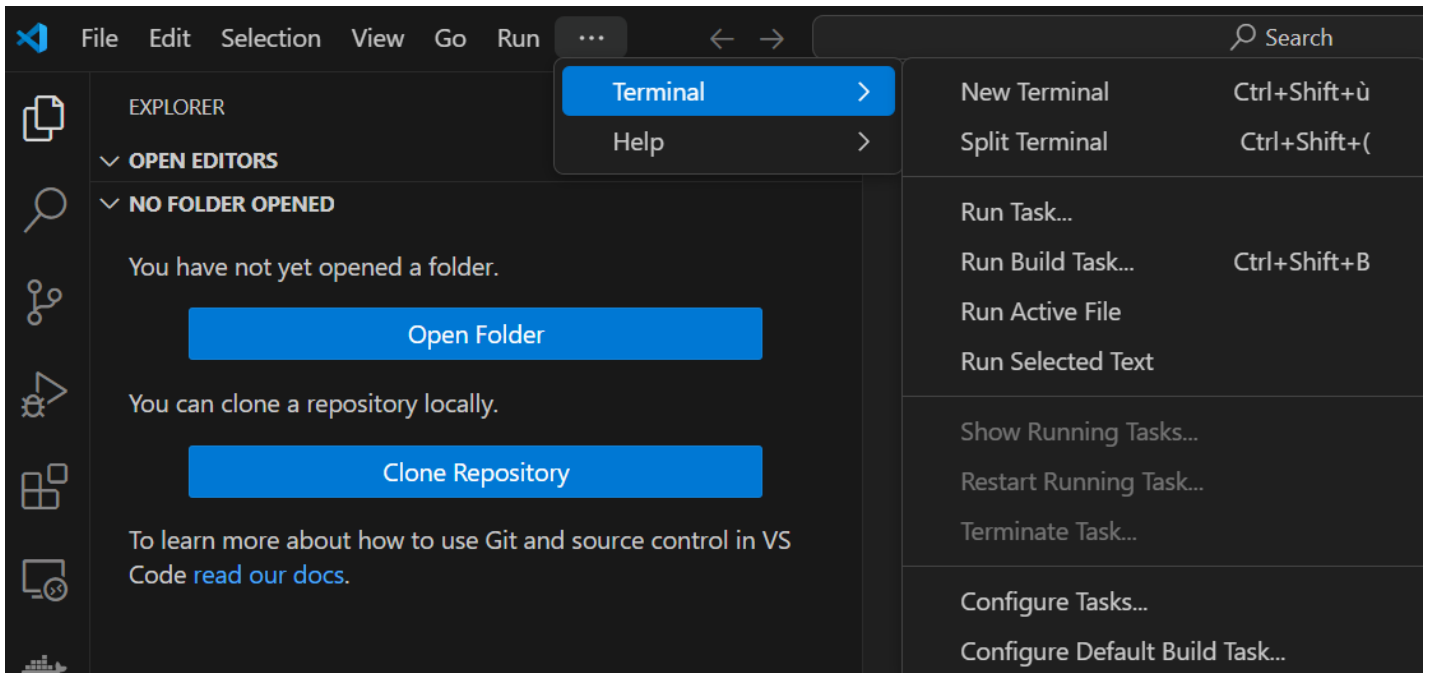 File Edit Selection View Go Run ... Search
EXPLORER
OPEN EDITORS
NO FOLDER OPENED
You have not yet opened a folder.
Open Folder
You can clone a repository locally.
Clone Repository
To learn more about how to use Git and source control in VS
Code read our docs.
Terminal
Help
New Terminal Ctrl+Shift+ù
Split Terminal Ctrl+Shift+(
Run Task...
Run Build Task... Ctrl+Shift+B
Run Active File
Run Selected Text
Show Running Tasks...
Restart Running Task...
Terminate Task...
Configure Tasks...
Configure Default Build Task...